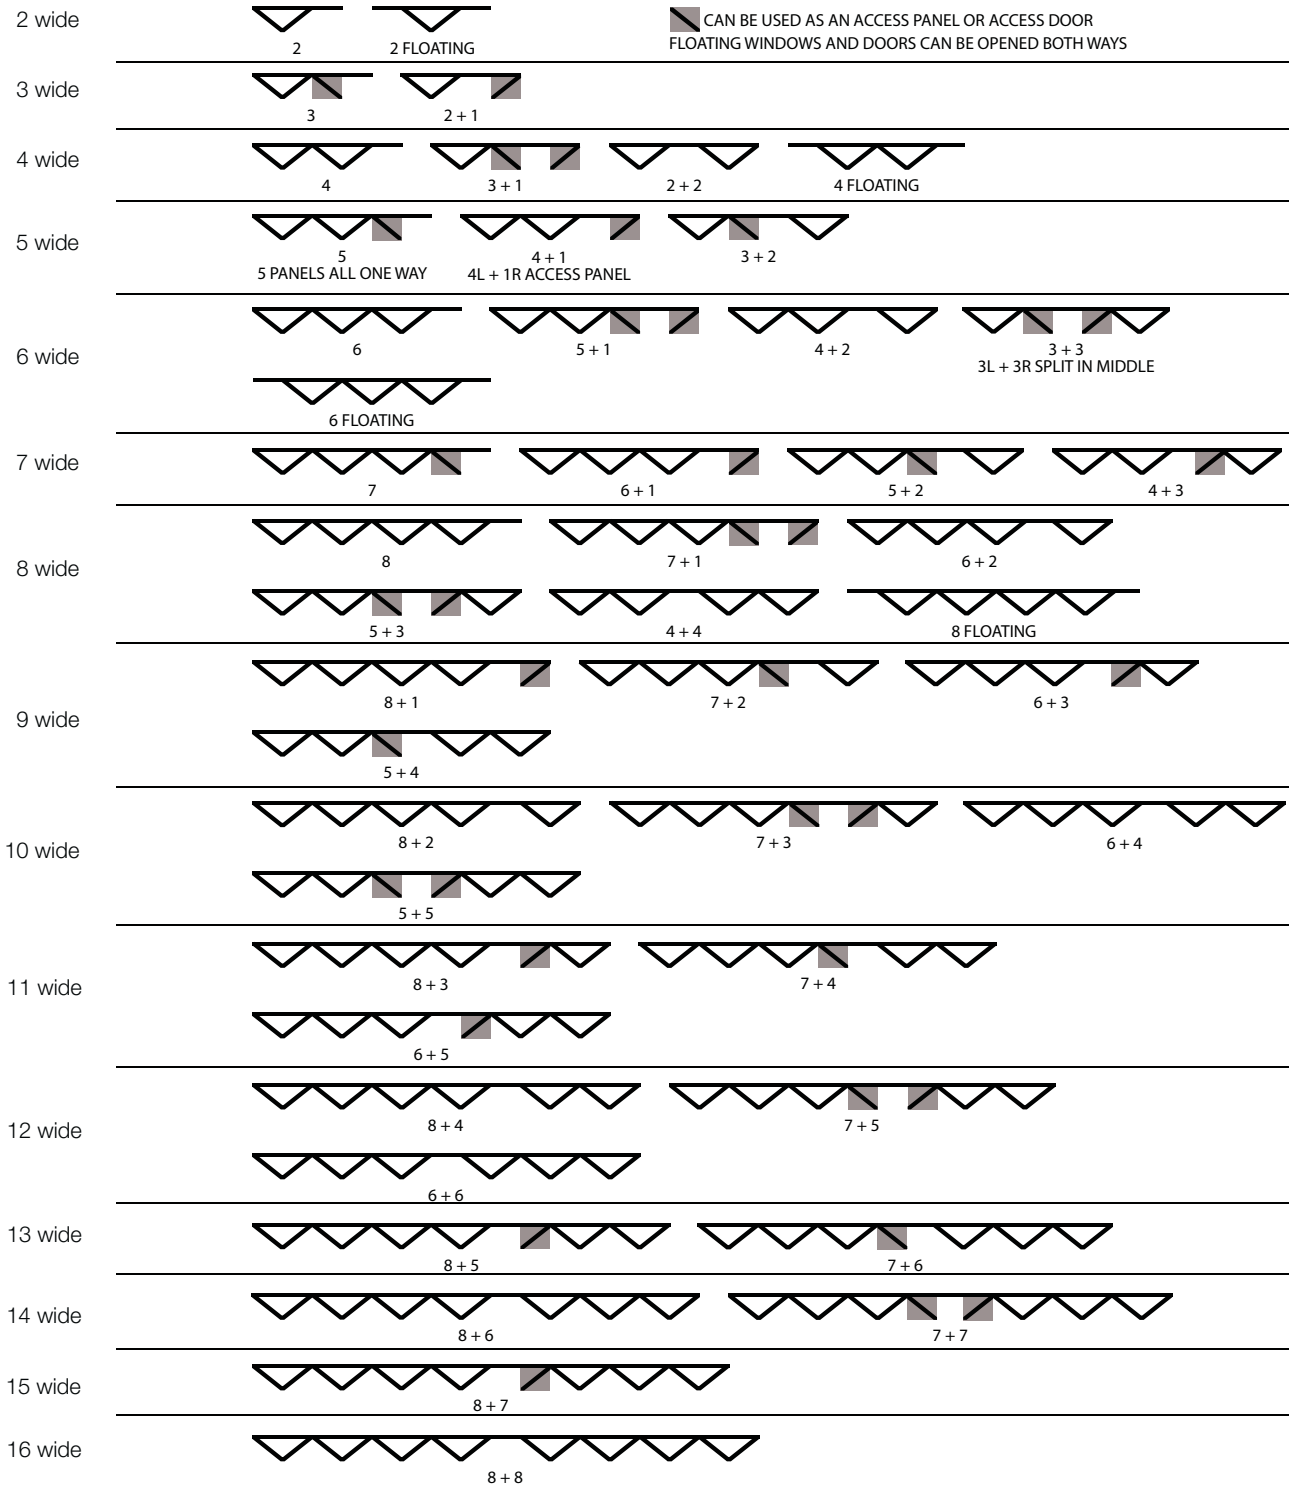 2 wide
2
2 FLOATING
CAN BE USED AS AN ACCESS PANEL OR ACCESS DOOR
FLOATING WINDOWS AND DOORS CAN BE OPENED BOTH WAYS
3 wide
3
2 + 1
4 wide
4
3 + 1
2 + 2
4 FLOATING
5 wide
5
5 PANELS ALL ONE WAY
4 + 1
4L + 1R ACCESS PANEL
3 + 2
6 wide
6
5 + 1
4 + 2
3 + 3
3L + 3R SPLIT IN MIDDLE
6 FLOATING
7 wide
7
6 + 1
5 + 2
4 + 3
8 wide
8
7 + 1
6 + 2
5 + 3
4 + 4
8 FLOATING
9 wide
8 + 1
7 + 2
6 + 3
5 + 4
10 wide
8 + 2
7 + 3
6 + 4
5 + 5
11 wide
8 + 3
7 + 4
6 + 5
12 wide
8 + 4
7 + 5
6 + 6
13 wide
8 + 5
7 + 6
14 wide
8 + 6
7 + 7
15 wide
8 + 7
16 wide
8 + 8